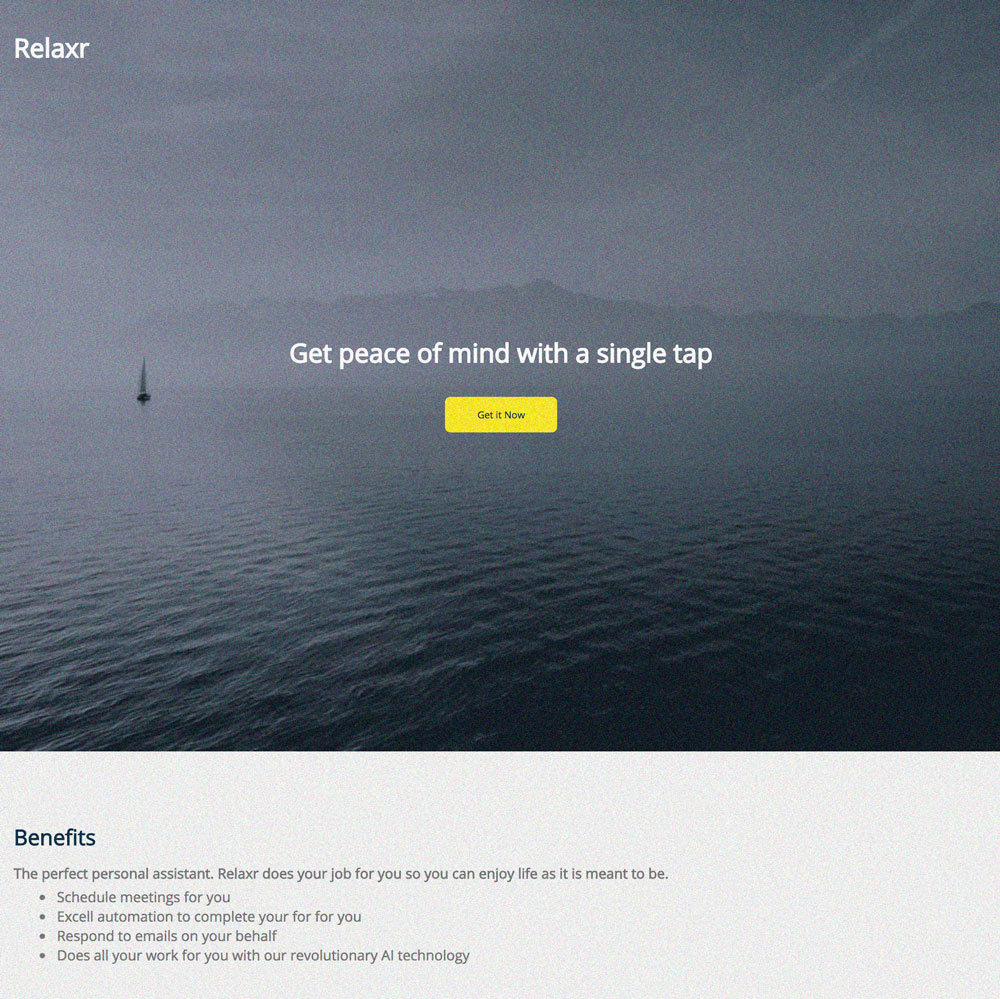 Relaxr
Get peace of mind with a single tap
Get it Now
Benefits
The perfect personal assistant. Relaxr does your job for you so you can enjoy life as it is meant to be.
Schedule meetings for you
Excell automation to complete your for for you
Respond to emails on your behalf
Does all your work for you with our revolutionary AI technology